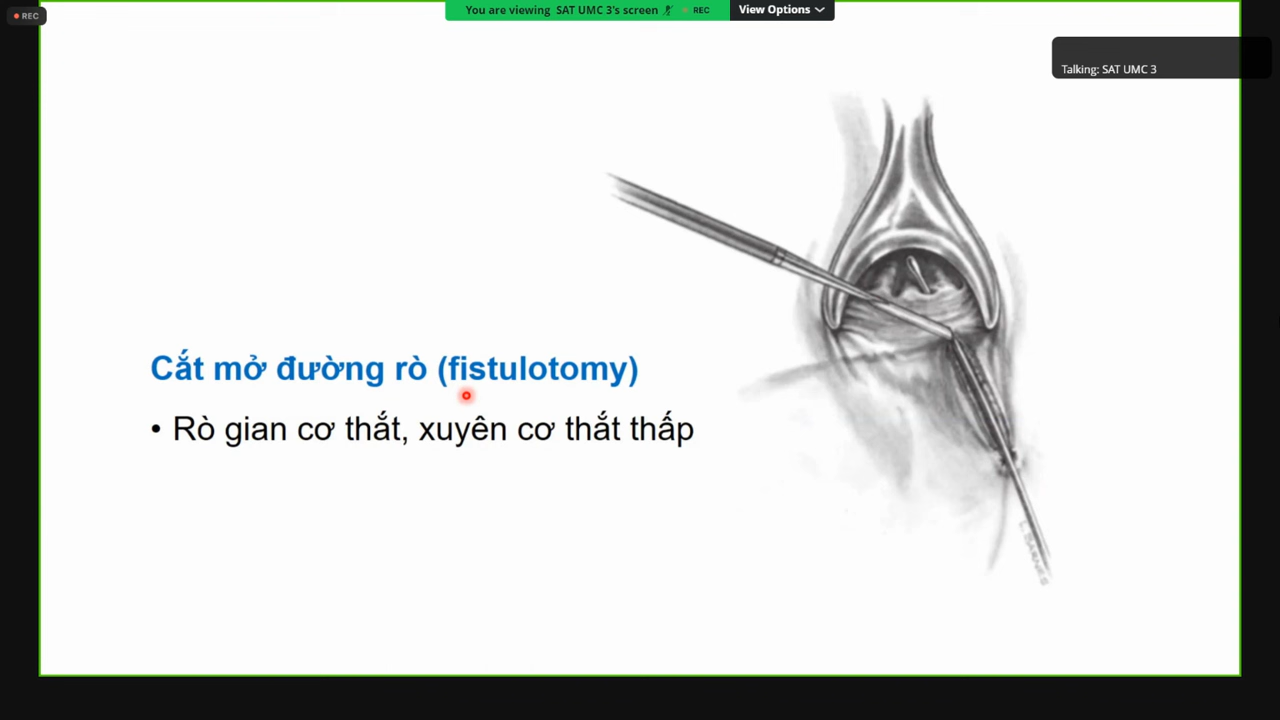 REC
You are viewing SAT UMC 3's screen REC View Options
Talking: SAT UMC 3
Cắt mở đường rò (fistulotomy)
• Rò gian cơ thắt, xuyên cơ thắt thấp
L. BARNES